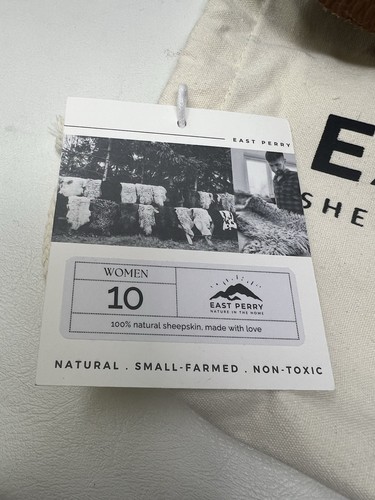 EAST PERRY
E
SHE
WOMEN
10
EAST PERRY
NATURE IN THE HOME
100% natural sheepskin, made with love
NATURAL . SMALL-FARMED . NON-TOXIC